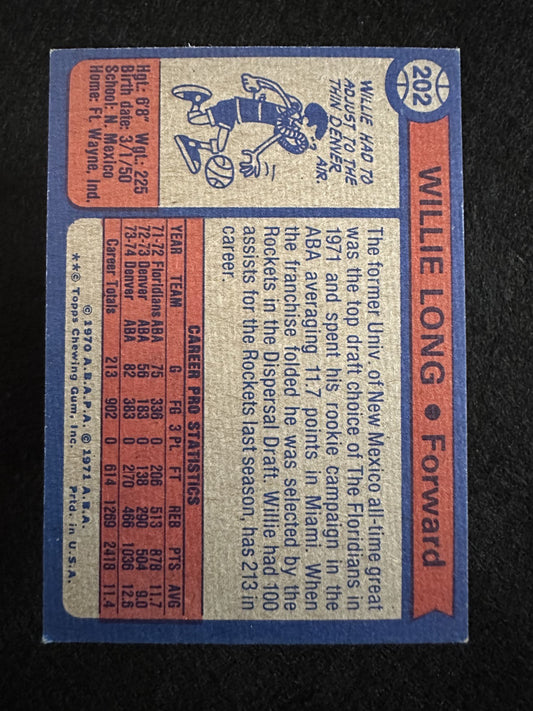 202 WILLIE LONG • Forward
WILLIE HAD TO
ADJUST TO THE
THIN DENVER
AIR.
Hgt: 6'8" Wgt: 225
Birth date: 3/1/50
School: N. Mexico
Home: Ft. Wayne, Ind.
The former Univ. of New Mexico all-time great
was the top draft choice of The Floridians in
1971 and spent his rookie campaign in the
ABA averaging 11.7 points in Miami. When
the franchise folded he was selected by the
Rockets in the Dispersal Draft. Willie had 100
assists for the Rockets last season, has 213 in
career.
CAREER PRO STATISTICS
YEAR TEAM G FG 3 PL FT REB PTS AVG
71-72 Floridians ABA 75 336 0 206 513 878 11.7
72-73 Denver ABA 56 183 0 138 290 504 9.0
73-74 Denver ABA 82 383 0 270 466 1036 12.6
Career Totals 213 902 0 614 1269 2418 11.4
© 1970 A.B.A.P.A. © 1971 A.B.A.
**© Topps Chewing Gum, Inc. Prtd. in U.S.A.